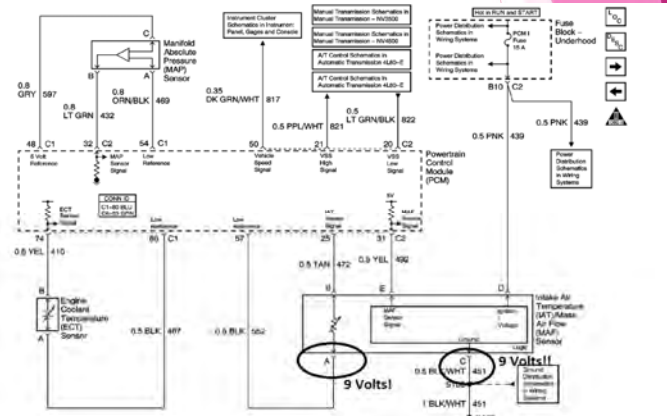 Instrument Cluster
Schematics in Instrument
Panel, Gages and Console
Manual Transmission Schematics in
Manual Transmission - NV3500
Manual Transmission Schematics in
Manual Transmission - NV4500
A/T Control Schematics in
Automatic Transmission 4L60-E
A/T Control Schematics in
Automatic Transmission 4L80-E
Hot in RUN and START
Power Distribution
Schematics in
Wiring Systems
Power Distribution
Schematics in
Wiring Systems
PCM I
Fuse
15 A
Fuse
Block -
Underhood
LOC
DESC
C
Manifold
Absolute
Pressure
(MAP)
Sensor
B
A
0.8
GRY
597
0.8
LT GRN
432
0.8
ORN/BLK
469
0.35
DK GRN/WHT
817
0.5 PPL/WHT
821
0.5
LT GRN/BLK
822
B10
C2
0.5 PNK
439
0.5 PNK
439
Power
Distribution
Schematics
in Wiring
Systems
48
C1
32
C2
54
C1
50
21
20
C2
5 Volt
Reference
MAP
Sensor
Signal
Low
Reference
Vehicle
Speed
Signal
VSS
High
Signal
VSS
Low
Signal
Powertrain
Control
Module
(PCM)
CONN ID
ECT
Sensor
Signal
Low
Reference
Low
Reference
IAT
Sensor
Signal
5V
MAF
Sensor
Signal
74
C1
57
25
31
C2
0.5 YEL
410
0.5 TAN
472
0.5 YEL
492
B
Engine
Coolant
Temperature
(ECT)
Sensor
A
0.5 BLK
0.5 BLK
552
B
E
D
MAF
Sensor
Signal
Ignition
Voltage
Ground
Logic
Intake Air
Temperature
(IAT)/Mass
Air Flow
(MAF)
Sensor
A
C
9 Volts!
9 Volts!!
0.5 BLK/WHT
451
Ground
Distribution
Schematics
in Wiring
Systems
1 BLK/WHT
451